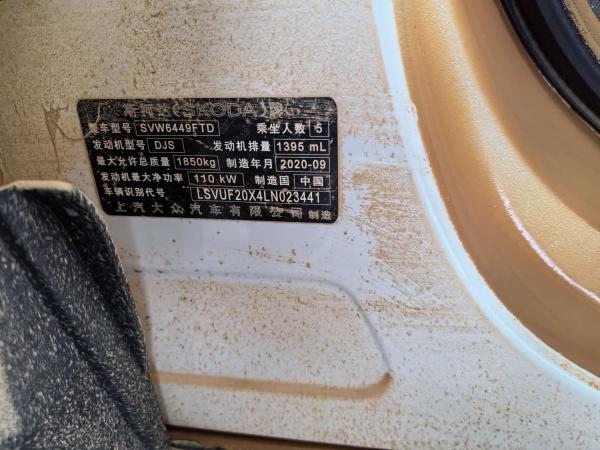 斯柯达(SKODA)牌
整车型号 SVW6449FTD 乘坐人数 5
发动机型号 DJS 发动机排量 1395 mL
最大允许总质量 1850kg 制造年月 2020-09
发动机最大净功率 110 kW 制造国 中国
车辆识别代号 LSVUF20X4LN023441
上汽大众汽车有限公司 制造